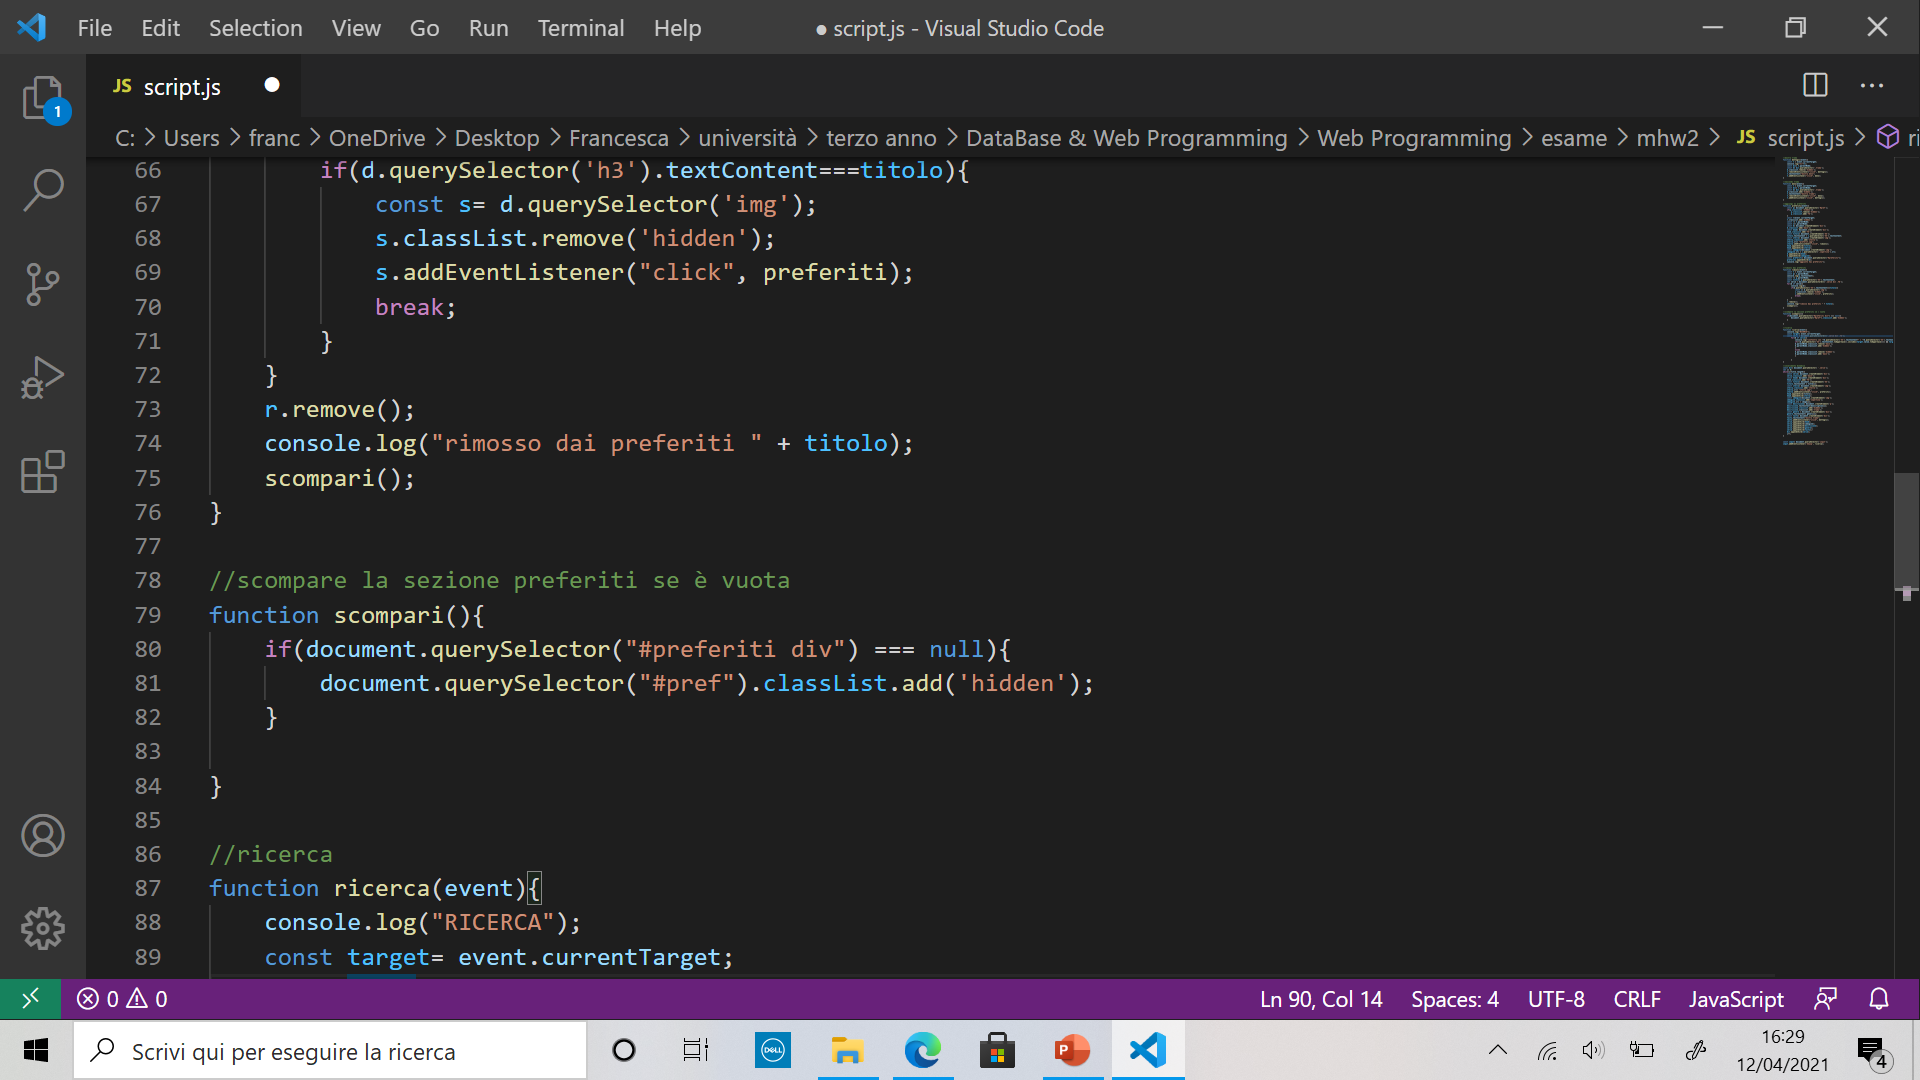 File Edit Selection View Go Run Terminal Help ● script.js - Visual Studio Code
JS script.js
C: > Users > franc > OneDrive > Desktop > Francesca > università > terzo anno > DataBase & Web Programming > Web Programming > esame > mhw2 > JS script.js > ri
66 if(d.querySelector('h3').textContent===titolo){
67 const s= d.querySelector('img');
68 s.classList.remove('hidden');
69 s.addEventListener("click", preferiti);
70 break;
71 }
72 }
73 r.remove();
74 console.log("rimosso dai preferiti " + titolo);
75 scompari();
76 }
77
78 //scompare la sezione preferiti se è vuota
79 function scompari(){
80 if(document.querySelector("#preferiti div") === null){
81 document.querySelector("#pref").classList.add('hidden');
82 }
83
84 }
85
86 //ricerca
87 function ricerca(event){
88 console.log("RICERCA");
89 const target= event.currentTarget;
1
0 0 Ln 90, Col 14 Spaces: 4 UTF-8 CRLF JavaScript
Scrivi qui per eseguire la ricerca
DELL
P
16:29
12/04/2021
4